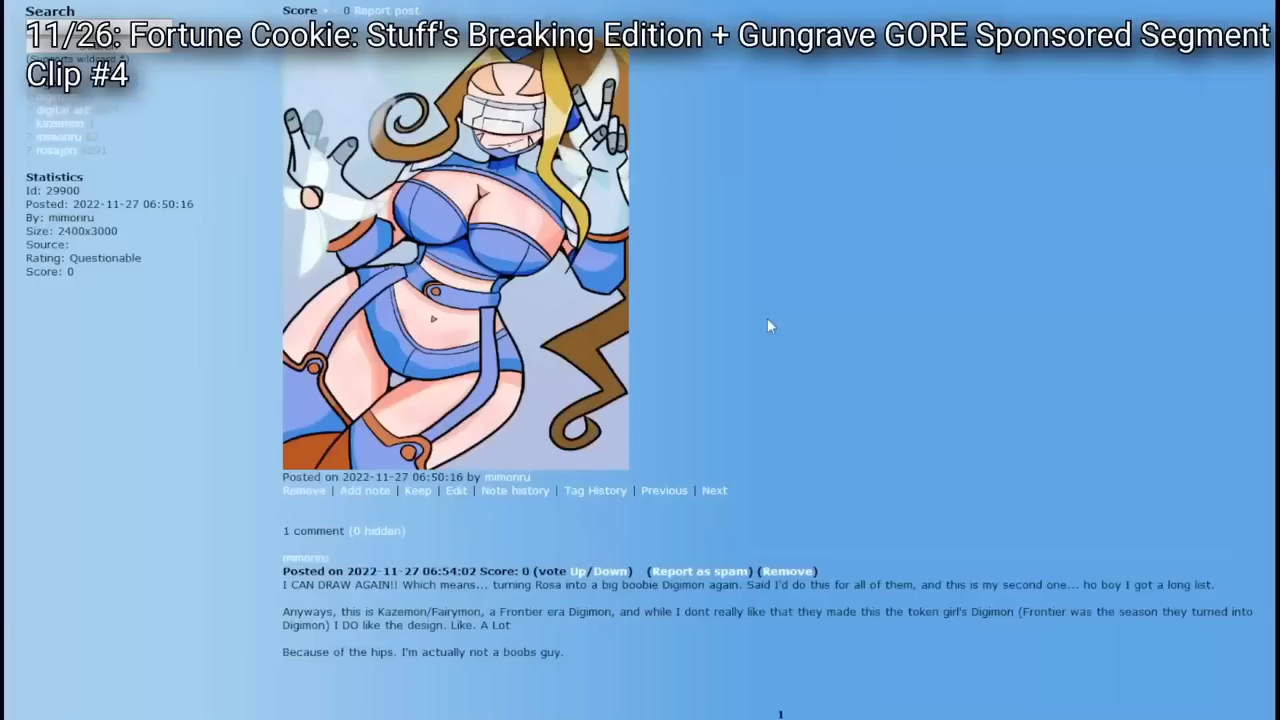 Search
Score + - 0 Report post
11/26: Fortune Cookie: Stuff's Breaking Edition + Gungrave GORE Sponsored Segment
Clip #4
(Supports wildcard *)
digital art
kazemon 1
mimonru
rosajon
Statistics
Id: 29900
Posted: 2022-11-27 06:50:16
By: mimonru
Size: 2400x3000
Source:
Rating: Questionable
Score: 0
Posted on 2022-11-27 06:50:16 by mimonru
Remove | Add note | Keep | Edit | Note history | Tag History | Previous | Next
1 comment (0 hidden)
mimonru
Posted on 2022-11-27 06:54:02 Score: 0 (vote Up/Down) (Report as spam) (Remove)
I CAN DRAW AGAIN!! Which means... turning Rosa into a big boobie Digimon again. Said I'd do this for all of them, and this is my second one... ho boy I got a long list.
Anyways, this is Kazemon/Fairymon, a Frontier era Digimon, and while I dont really like that they made this the token girl's Digimon (Frontier was the season they turned into
Digimon) I DO like the design. Like. A Lot
Because of the hips. I'm actually not a boobs guy.
1